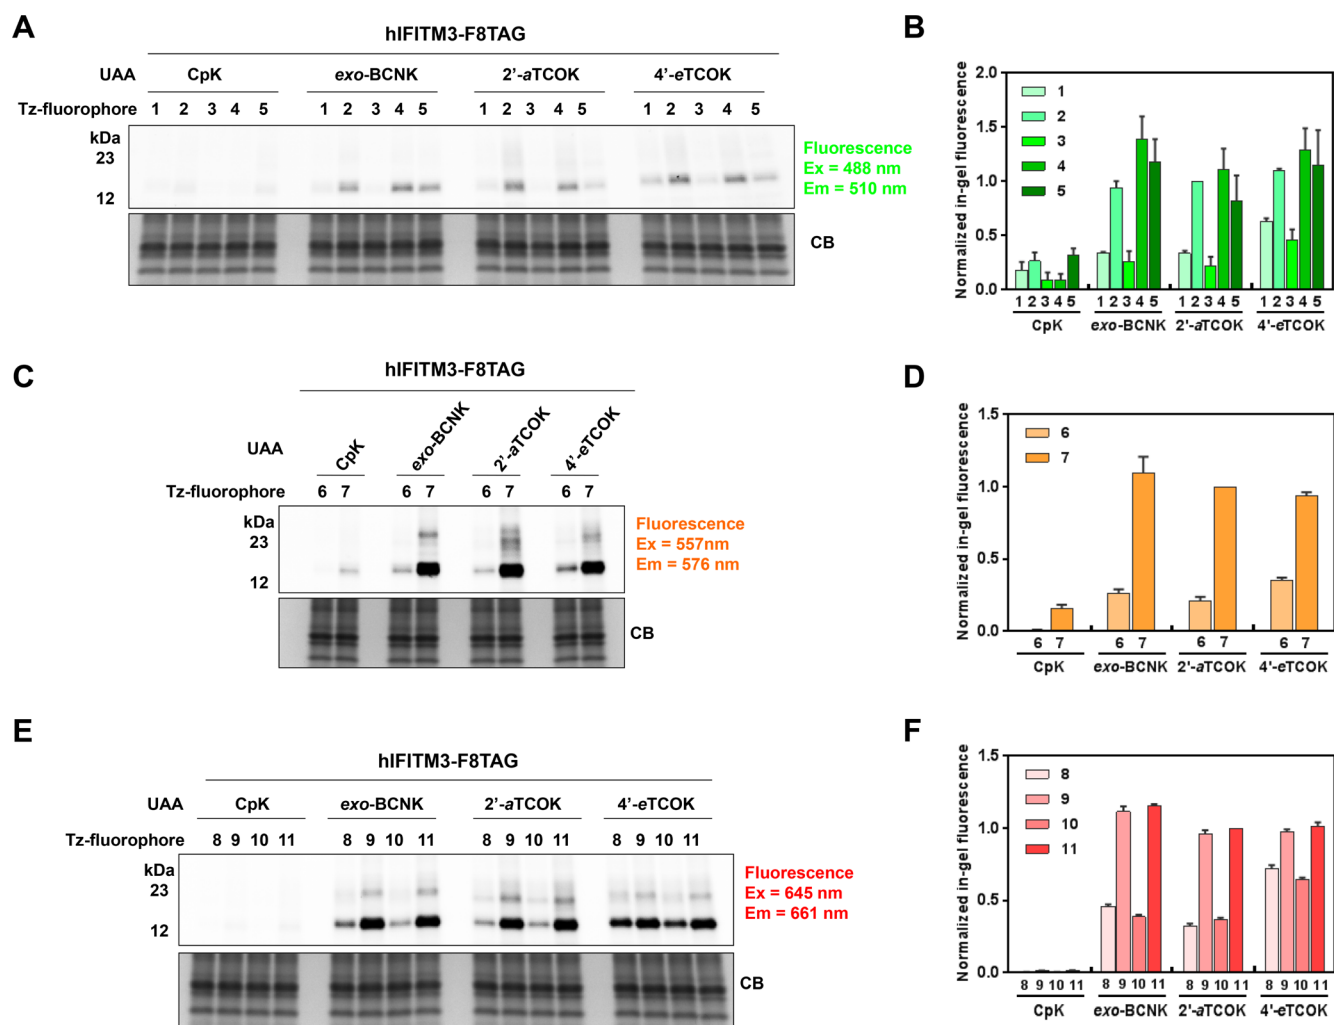 A
hIFITM3-F8TAG
UAA CpK exo-BCNK 2'-aTCOK 4'-eTCOK
Tz-fluorophore 1 2 3 4 5 1 2 3 4 5 1 2 3 4 5 1 2 3 4 5
kDa
23
12
Fluorescence
Ex = 488 nm
Em = 510 nm
CB
B
Normalized in-gel fluorescence
2.0
1.5
1.0
0.5
0.0
1
2
3
4
5
1 2 3 4 5 1 2 3 4 5 1 2 3 4 5 1 2 3 4 5
CpK exo-BCNK 2'-aTCOK 4'-eTCOK
C
hIFITM3-F8TAG
UAA CpK exo-BCNK 2'-aTCOK 4'-eTCOK
Tz-fluorophore 6 7 6 7 6 7 6 7
kDa
23
12
Fluorescence
Ex = 557nm
Em = 576 nm
CB
D
Normalized in-gel fluorescence
1.5
1.0
0.5
0.0
6
7
6 7 6 7 6 7 6 7
CpK exo-BCNK 2'-aTCOK 4'-eTCOK
E
hIFITM3-F8TAG
UAA CpK exo-BCNK 2'-aTCOK 4'-eTCOK
Tz-fluorophore 8 9 10 11 8 9 10 11 8 9 10 11 8 9 10 11
kDa
23
12
Fluorescence
Ex = 645 nm
Em = 661 nm
CB
F
Normalized in-gel fluorescence
1.5
1.0
0.5
0.0
8
9
10
11
8 9 10 11 8 9 10 11 8 9 10 11 8 9 10 11
CpK exo-BCNK 2'-aTCOK 4'-eTCOK